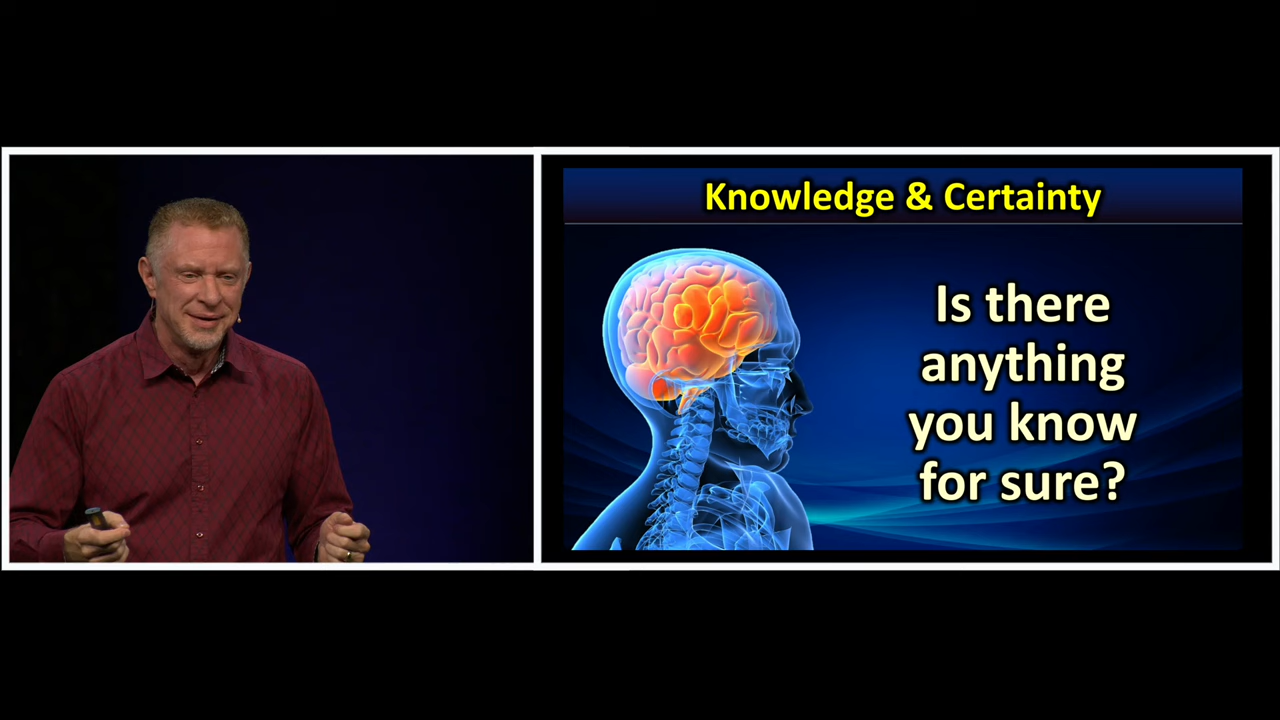 Knowledge & Certainty
Is there
anything
you know
for sure?